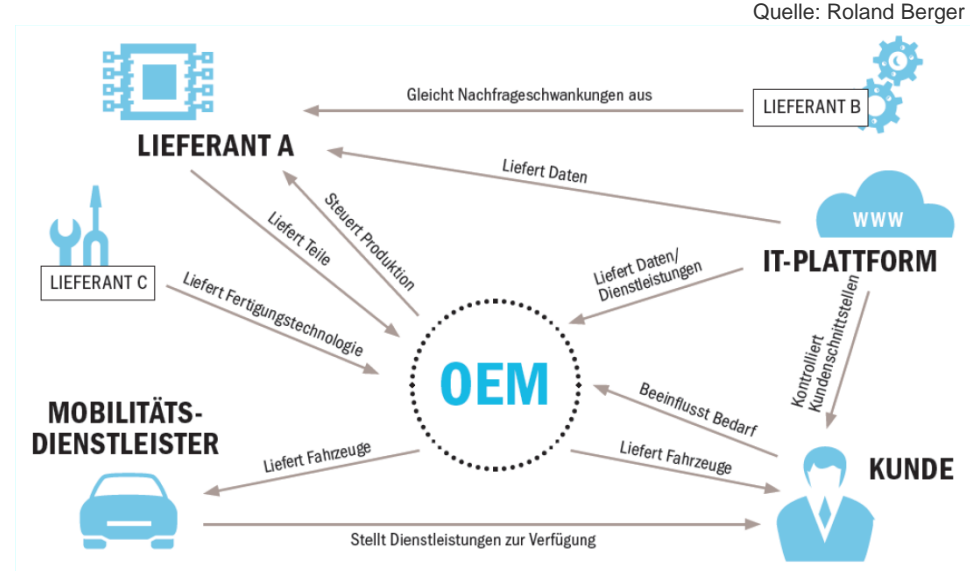 Quelle: Roland Berger
Gleicht Nachfrageschwankungen aus
LIEFERANT B
LIEFERANT A
Liefert Daten
WWW
IT-PLATTFORM
Steuert Produktion
Liefert Teile
LIEFERANT C
Liefert Fertigungstechnologie
Liefert Daten/
Dienstleistungen
Kontrolliert
Kundenschnittstellen
OEM
MOBILITÄTS-
DIENSTLEISTER
Beeinflusst Bedarf
Liefert Fahrzeuge
Liefert Fahrzeuge
KUNDE
Stellt Dienstleistungen zur Verfügung